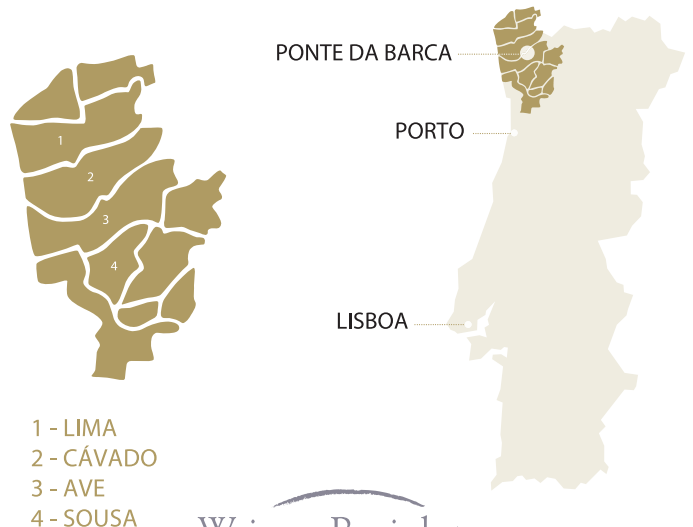 PONTE DA BARCA
PORTO
LISBOA
1
2
3
4
1 - LIMA
2 - CÁVADO
3 - AVE
4 - SOUSA